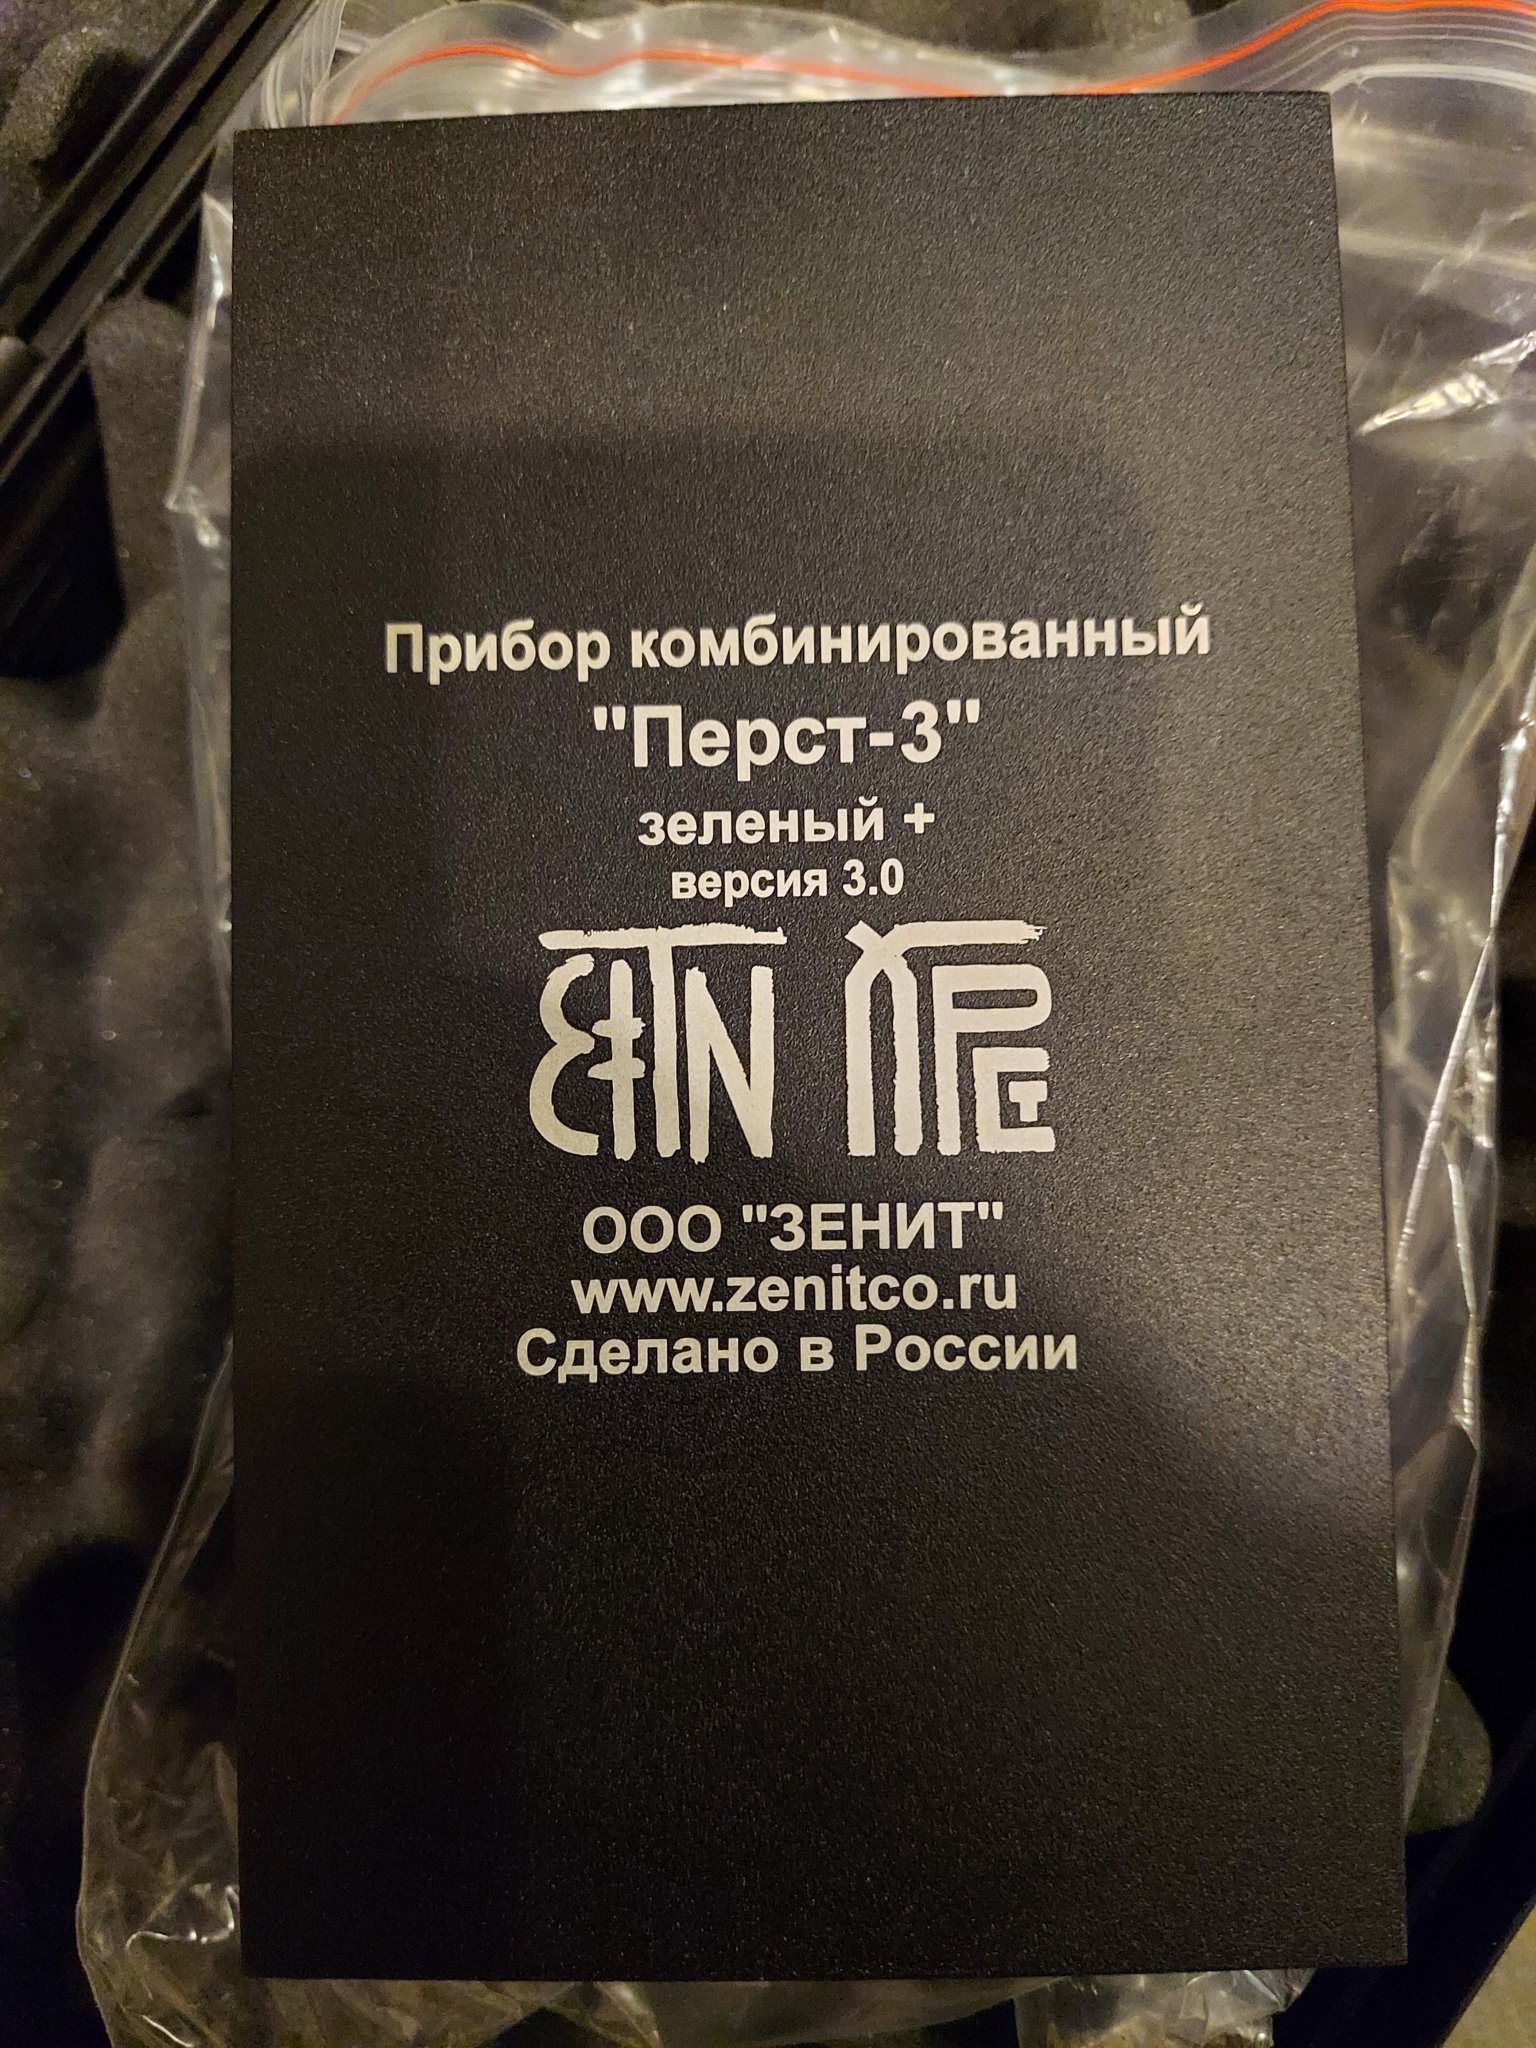 Прибор комбинированный
"Перст-3"
зеленый +
версия 3.0
ООО "ЗЕНИТ"
www.zenitco.ru
Сделано в России